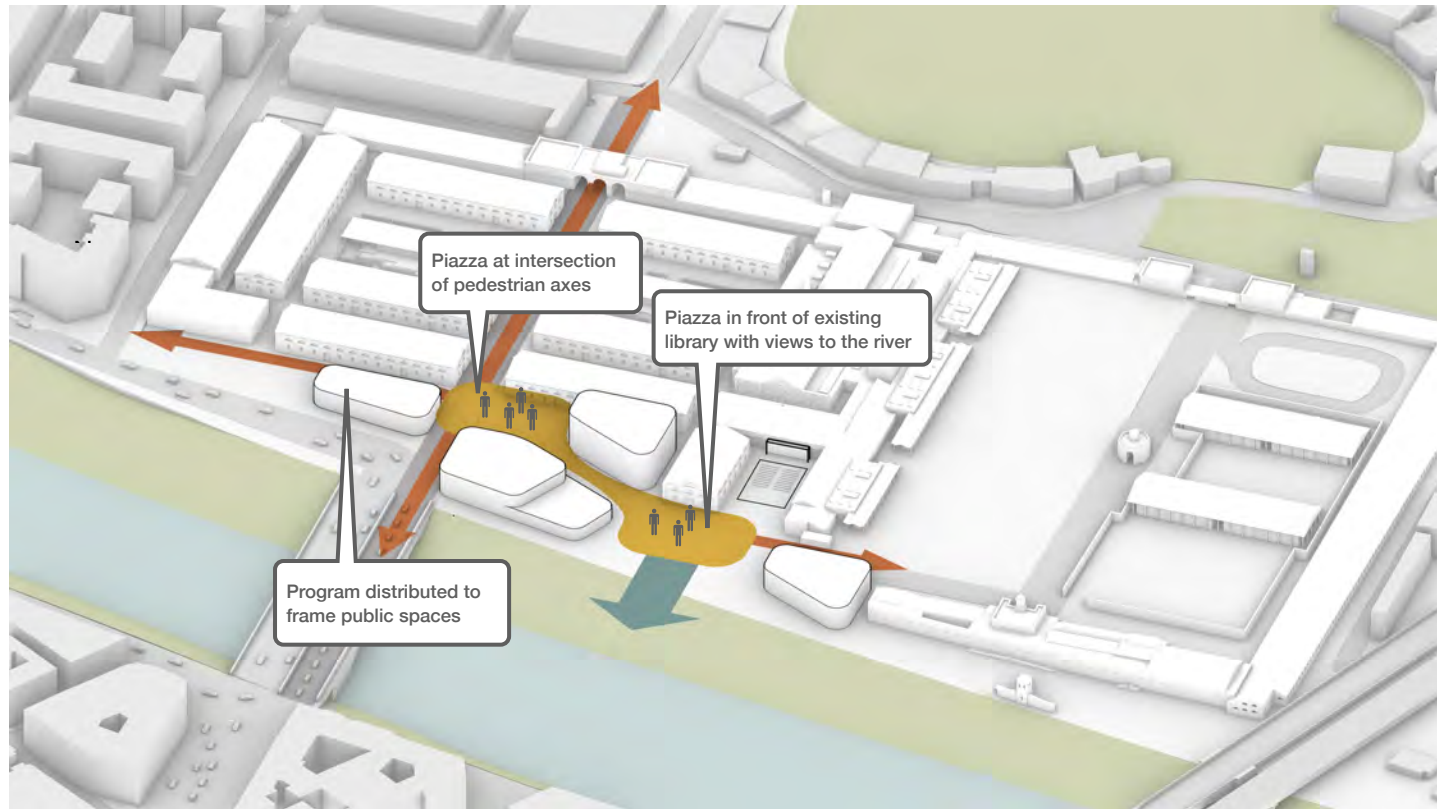 Piazza at intersection
of pedestrian axes
Piazza in front of existing
library with views to the river
Program distributed to
frame public spaces